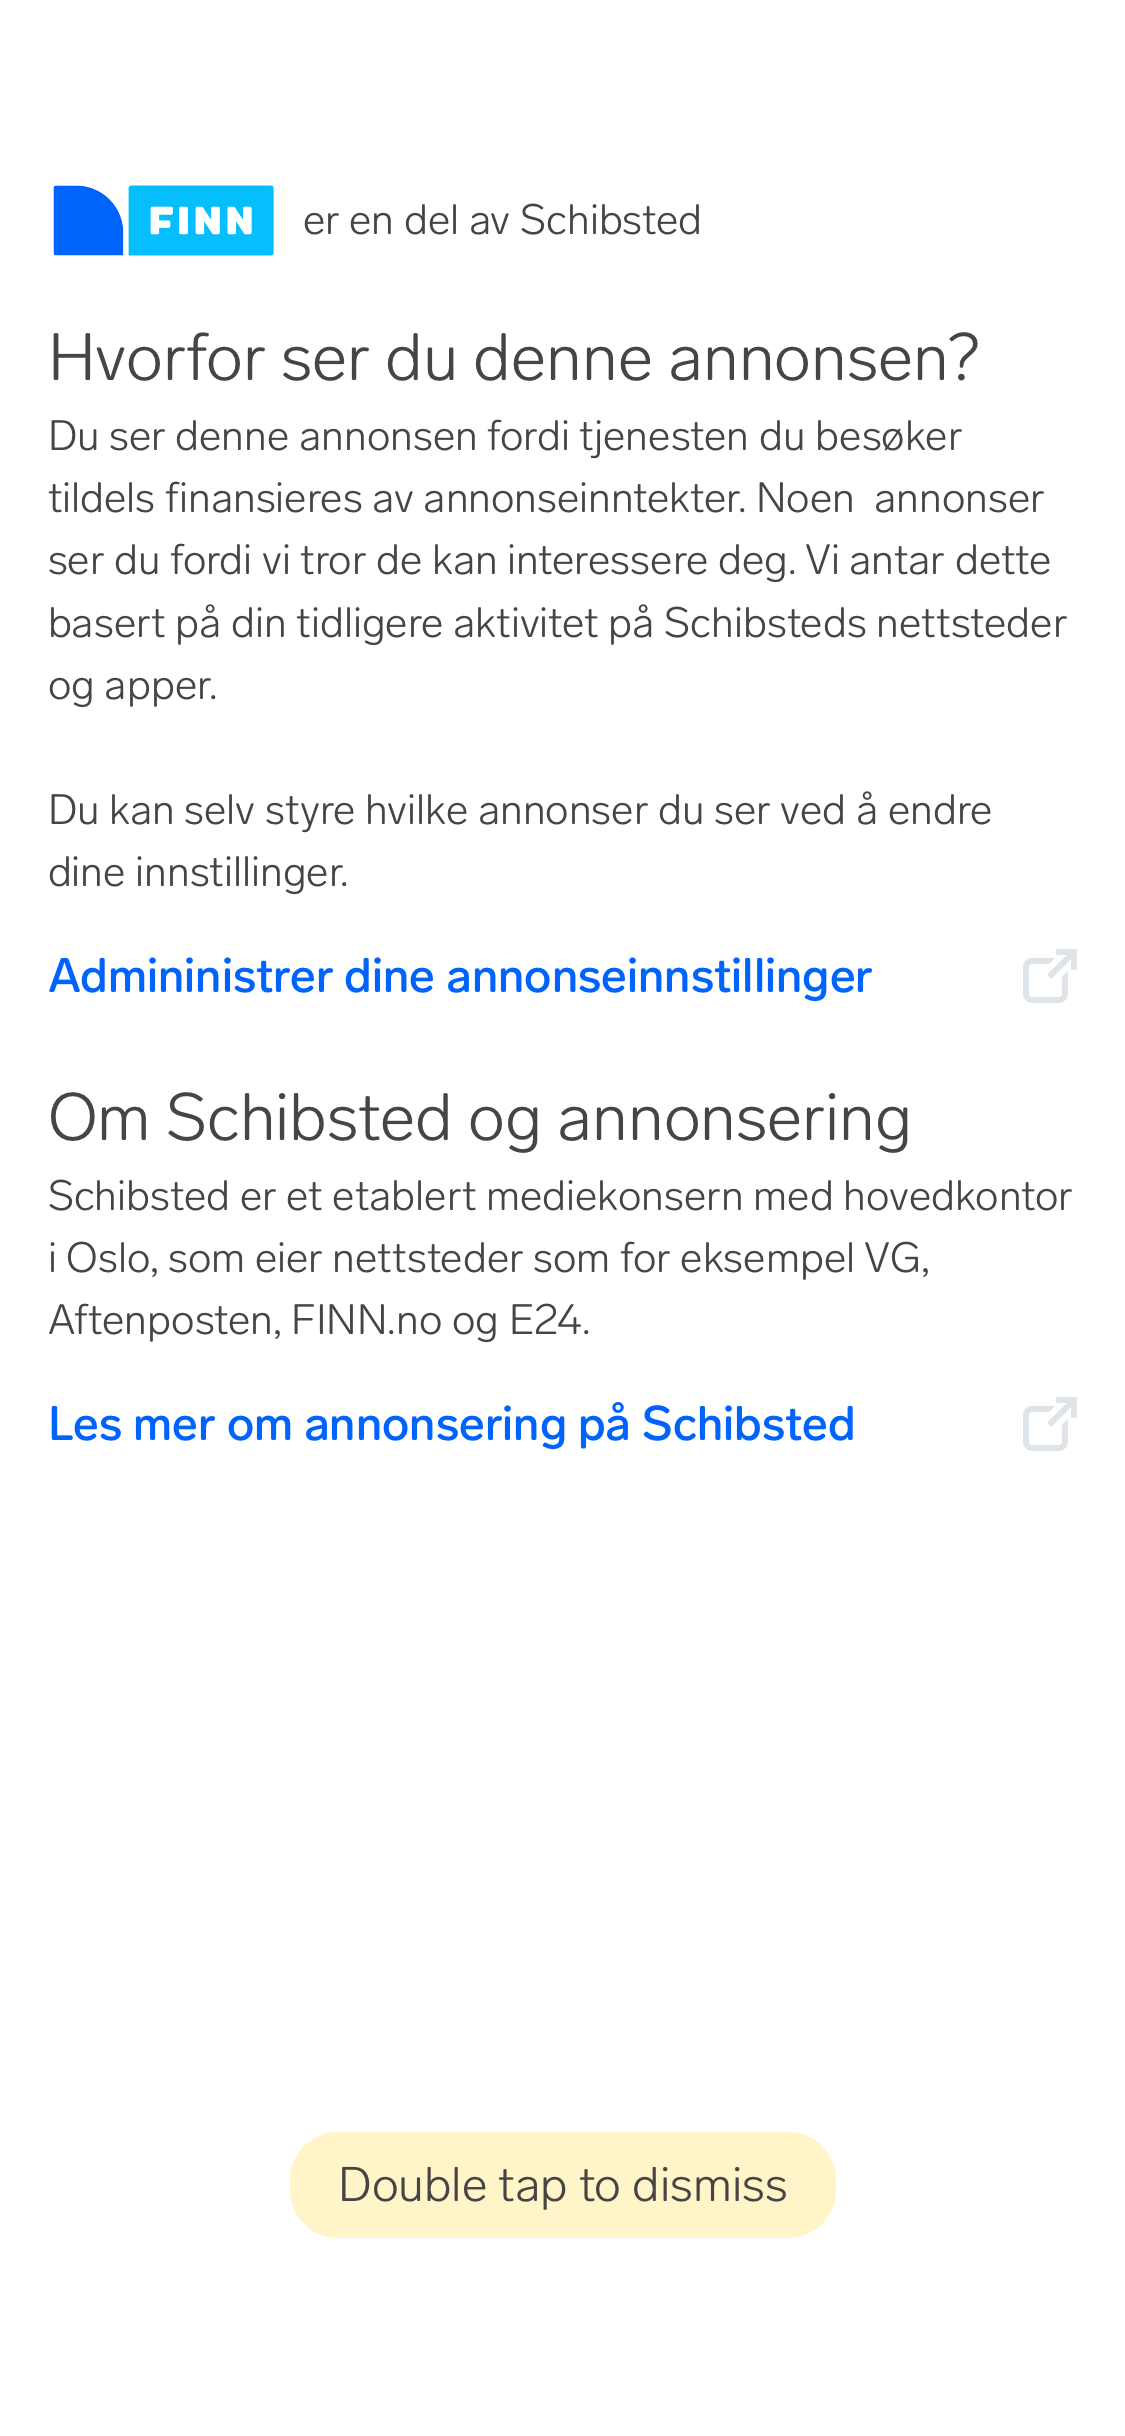 FINN er en del av Schibsted
Hvorfor ser du denne annonsen?
Du ser denne annonsen fordi tjenesten du besøker
tildels finansieres av annonseinntekter. Noen  annonser
ser du fordi vi tror de kan interessere deg. Vi antar dette
basert på din tidligere aktivitet på Schibsteds nettsteder
og apper.
Du kan selv styre hvilke annonser du ser ved å endre
dine innstillinger.
Admininistrer dine annonseinnstillinger
Om Schibsted og annonsering
Schibsted er et etablert mediekonsern med hovedkontor
i Oslo, som eier nettsteder som for eksempel VG,
Aftenposten, FINN.no og E24.
Les mer om annonsering på Schibsted
Double tap to dismiss